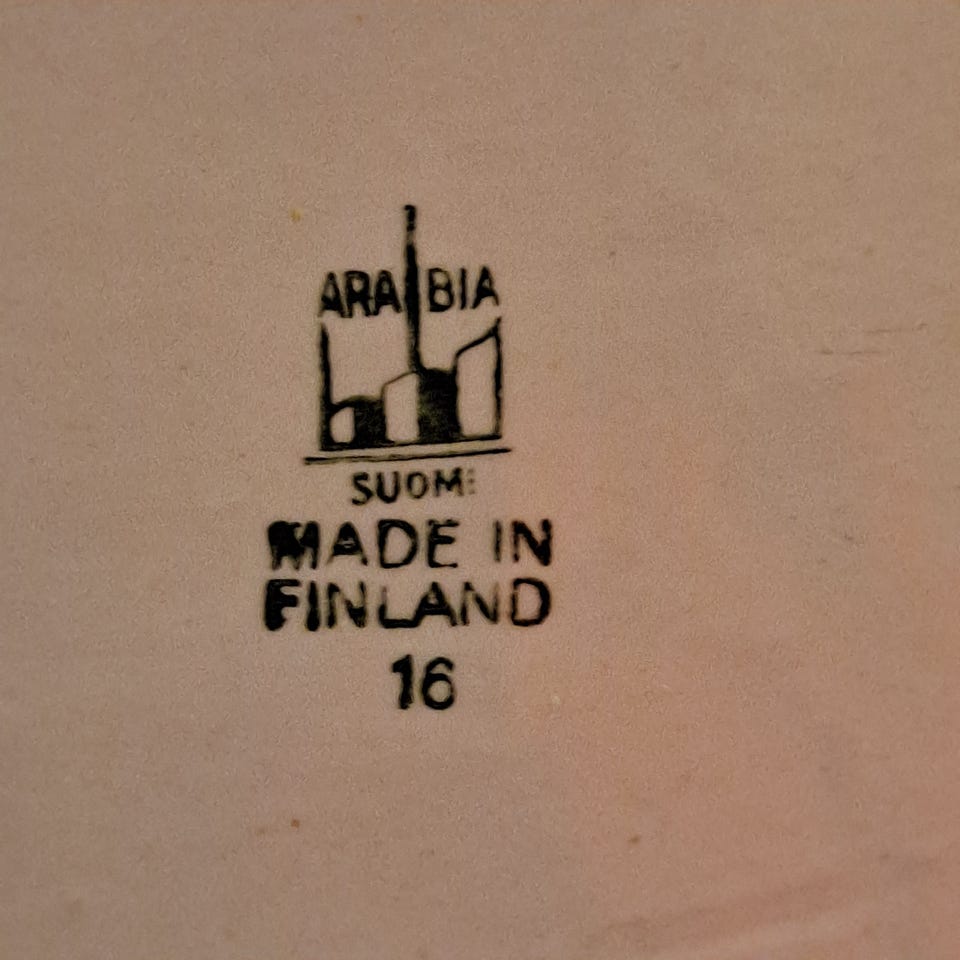 ARABIA
SUOMI
MADE IN
FINLAND
16